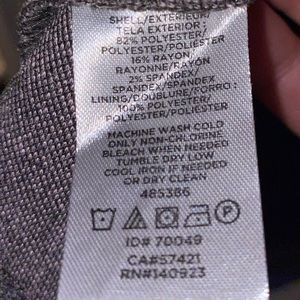 SHELL/EXTERIEUR/
TELA EXTERIOR:
82% POLYESTER/
POLYESTER/POLIESTER
16% RAYON/
RAYONNE/RAYON
2% SPANDEX/
SPANDEX/SPANDEX
LINING/DOUBLURE/FORRO:
100% POLYESTER/
POLYESTER/POLIESTER
MACHINE WASH COLD
ONLY NON-CHLORINE
BLEACH WHEN NEEDED
TUMBLE DRY LOW
COOL IRON IF NEEDED
OR DRY CLEAN
485386
P
ID# 70049
CA#57421
RN#140923